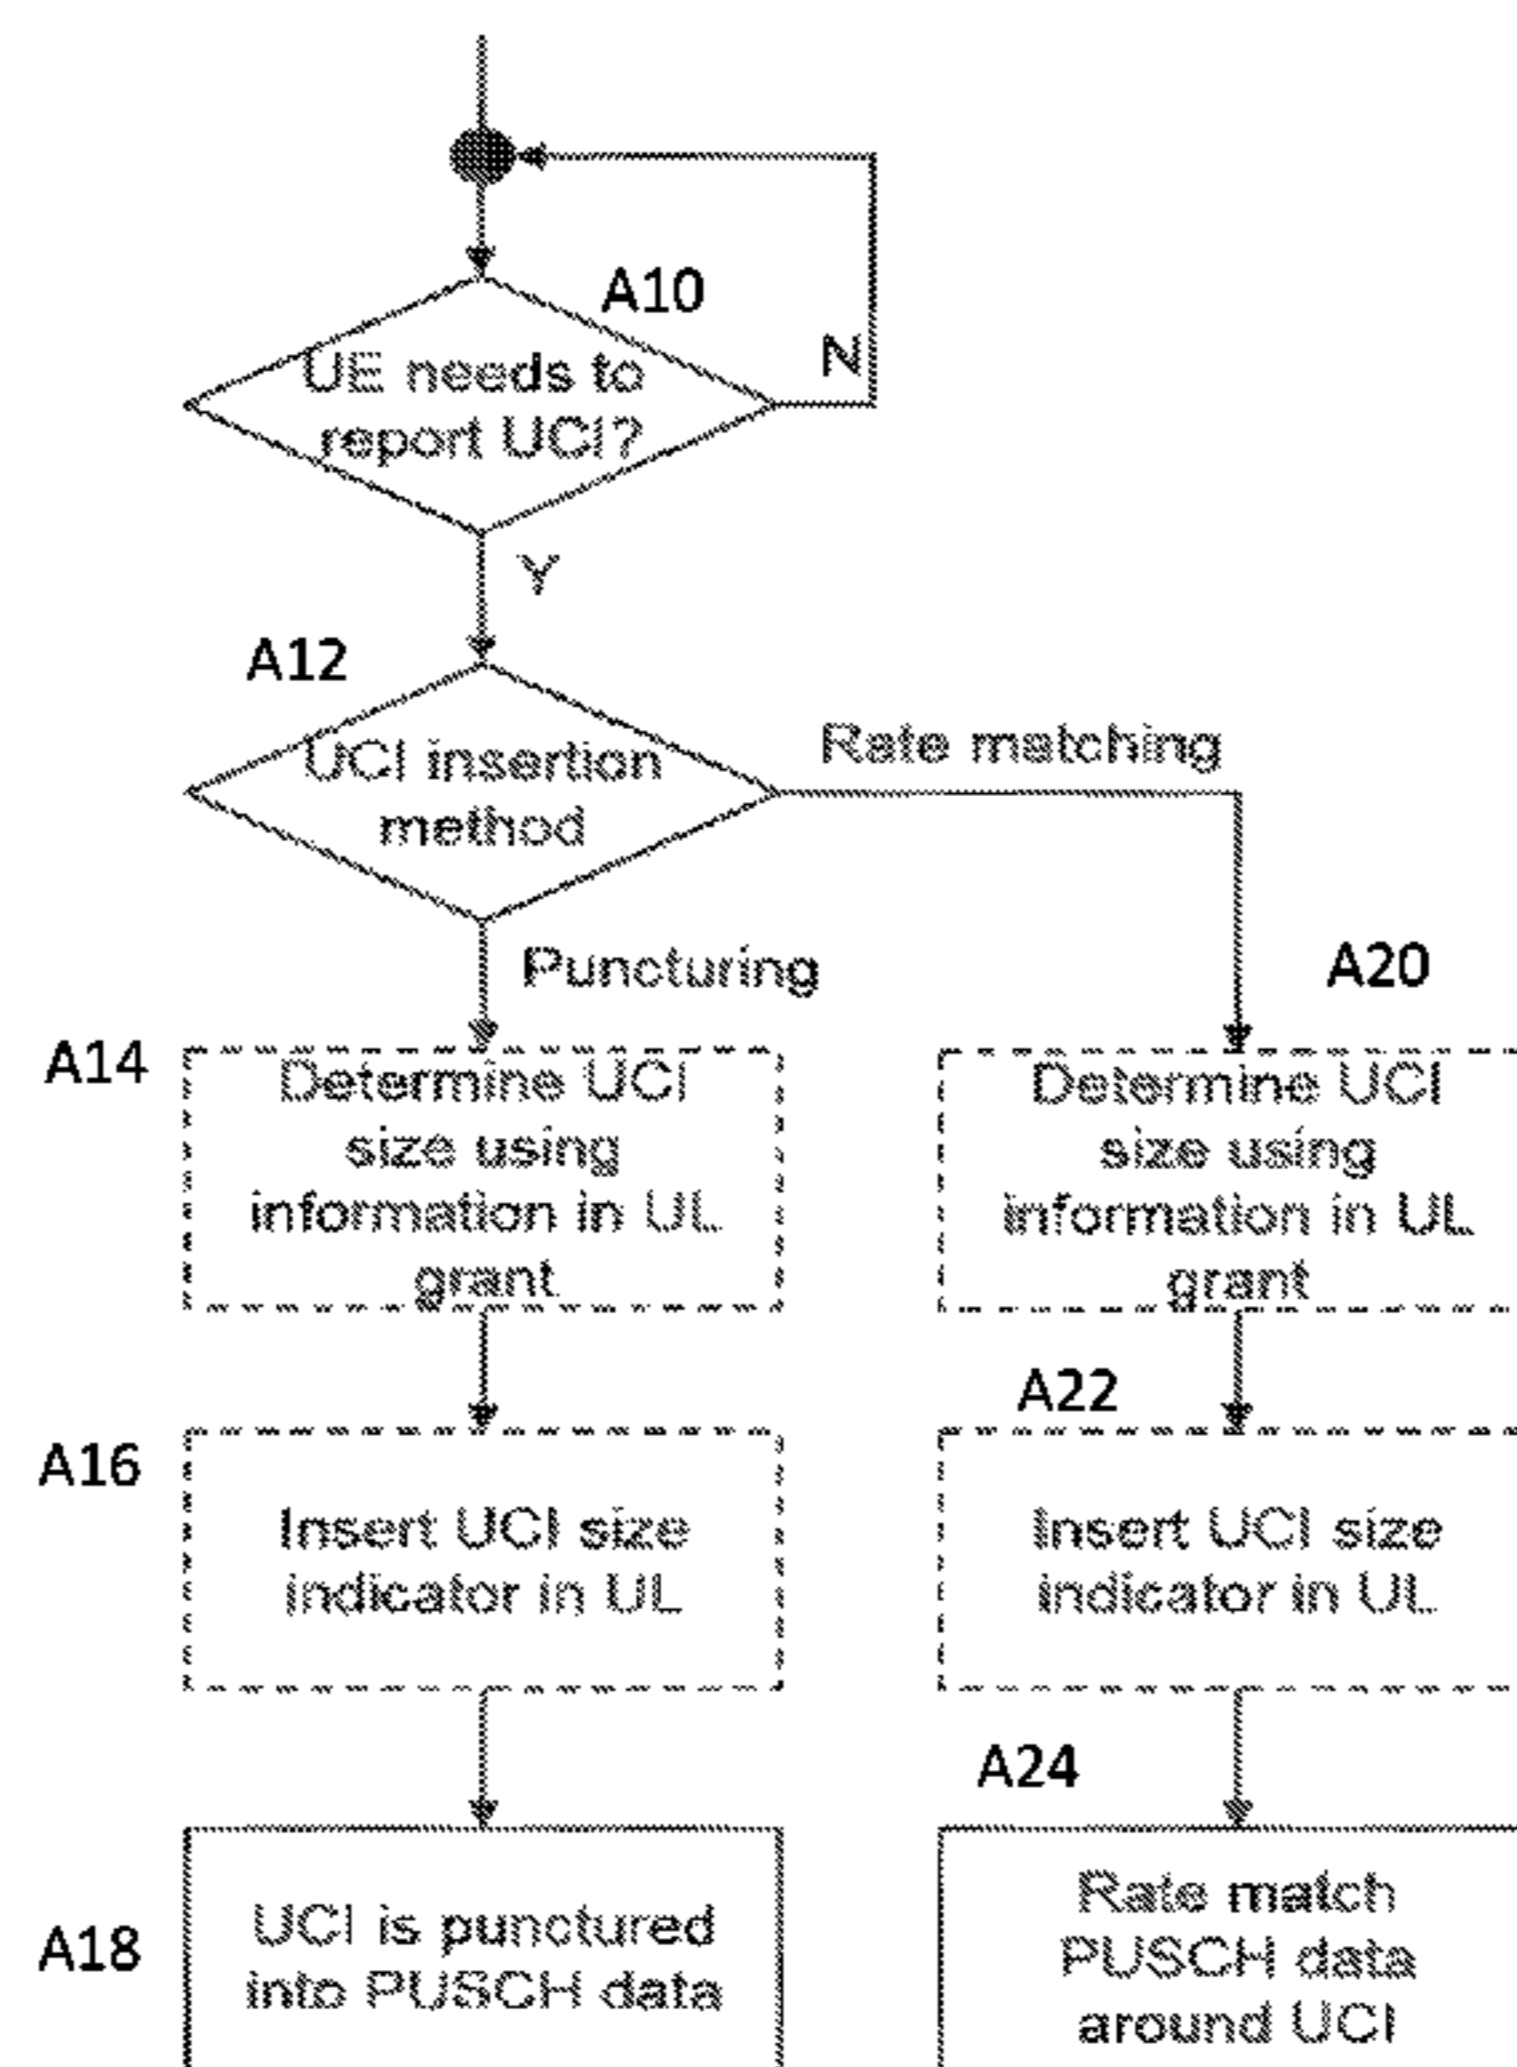 A10
UE needs to
report UCI?
N
Y
A12
UCI insertion
method
Rate matching
Puncturing
A14
Determine UCI
size using
information in UL
grant
A20
Determine UCI
size using
information in UL
grant
A16
Insert UCI size
indicator in UL
A22
Insert UCI size
indicator in UL
A18
UCI is punctured
into PUSCH data
A24
Rate match
PUSCH data
around UCI